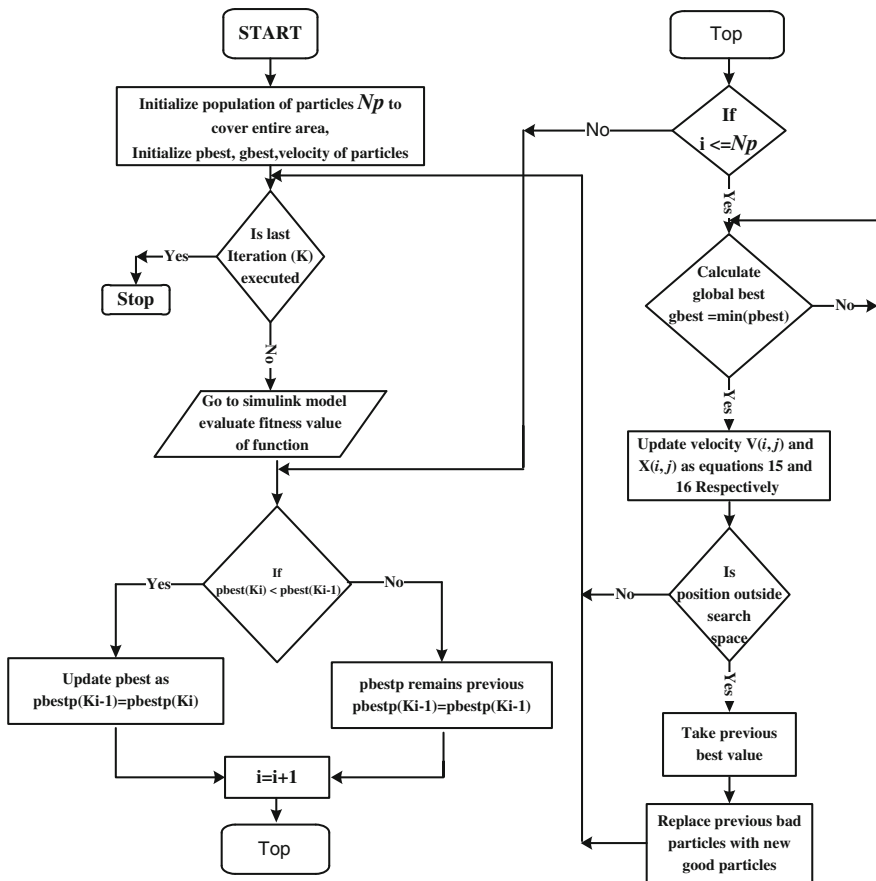 START
Initialize population of particles Np to
cover entire area,
Initialize pbest, gbest,velocity of particles
Is last
Iteration (K)
executed
Yes
Stop
No
Go to simulink model
evaluate fitness value
of function
If
pbest(Ki) < pbest(Ki-1)
Yes
No
Update pbest as
pbestp(Ki-1)=pbestp(Ki)
pbestp remains previous
pbestp(Ki-1)=pbestp(Ki-1)
i=i+1
Top
Top
If
i <=Np
No
Yes
Calculate
global best
gbest =min(pbest)
No
Yes
Update velocity V(i, j) and
X(i, j) as equations 15 and
16 Respectively
Is
position outside
search
space
No
Yes
Take previous
best value
Replace previous bad
particles with new
good particles